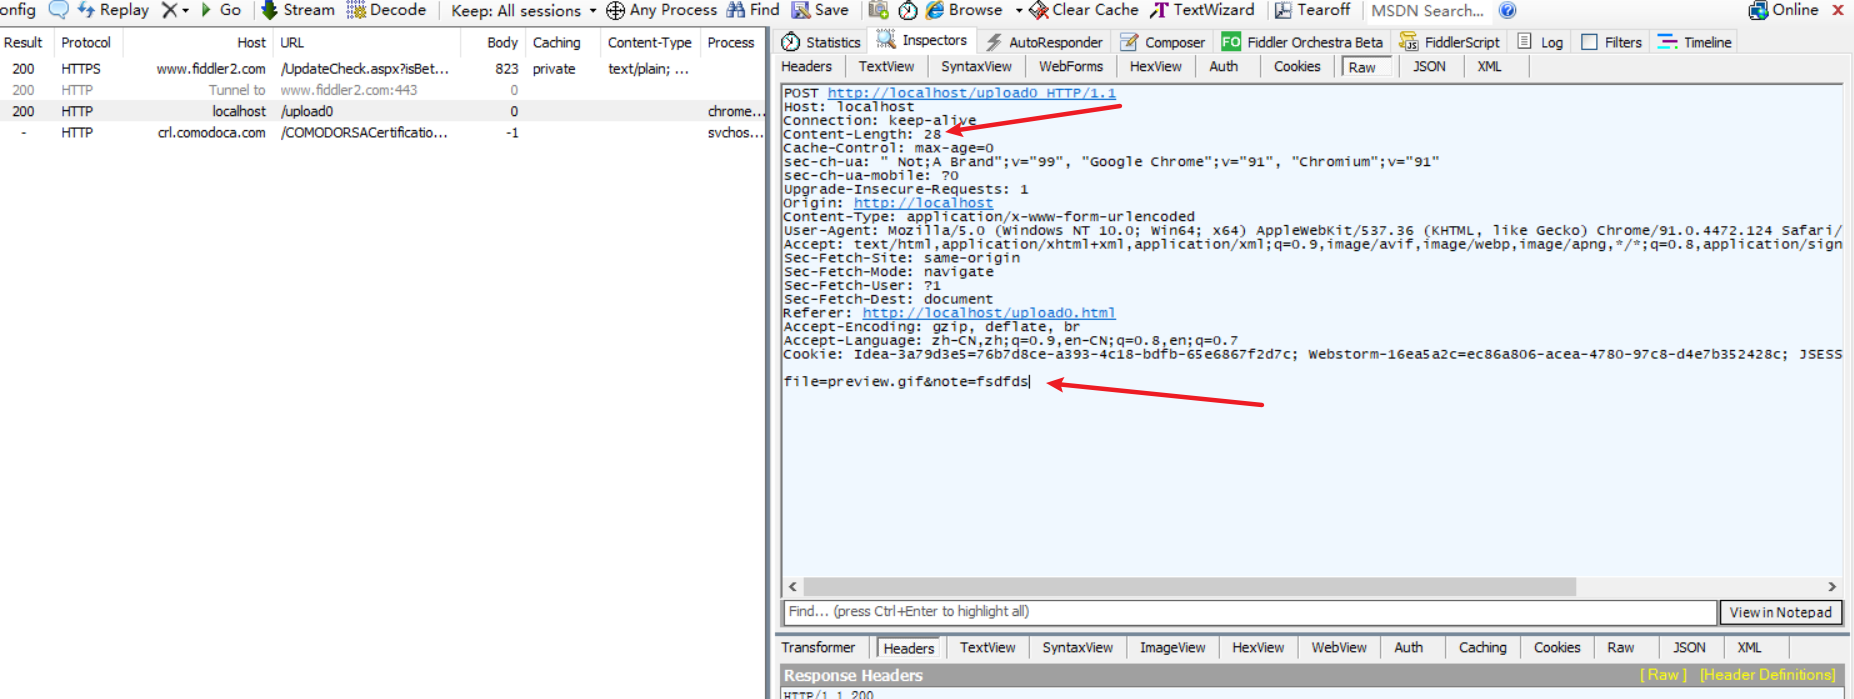 onfig Replay Go Stream Decode Keep: All sessions Any Process Find Save Browse Clear Cache TextWizard Tearoff MSDN Search... Online
Result Protocol Host URL Body Caching Content-Type Process
200 HTTPS www.fiddler2.com /UpdateCheck.aspx?isBet... 823 private text/plain; ...
200 HTTP Tunnel to www.fiddler2.com:443 0
200 HTTP localhost /upload0 0 chrome...
- HTTP crl.comodoca.com /COMODORSACertificatio... -1 svchos...
Statistics Inspectors AutoResponder Composer FO Fiddler Orchestra Beta FiddlerScript Log Filters Timeline
Headers TextView SyntaxView WebForms HexView Auth Cookies Raw JSON XML
POST http://localhost/upload0 HTTP/1.1
Host: localhost
Connection: keep-alive
Content-Length: 28
Cache-Control: max-age=0
sec-ch-ua: " Not;A Brand";v="99", "Google Chrome";v="91", "Chromium";v="91"
sec-ch-ua-mobile: ?0
Upgrade-Insecure-Requests: 1
Origin: http://localhost
Content-Type: application/x-www-form-urlencoded
User-Agent: Mozilla/5.0 (Windows NT 10.0; Win64; x64) AppleWebKit/537.36 (KHTML, like Gecko) Chrome/91.0.4472.124 Safari/
Accept: text/html,application/xhtml+xml,application/xml;q=0.9,image/avif,image/webp,image/apng,*/*;q=0.8,application/sign
Sec-Fetch-Site: same-origin
Sec-Fetch-Mode: navigate
Sec-Fetch-User: ?1
Sec-Fetch-Dest: document
Referer: http://localhost/upload0.html
Accept-Encoding: gzip, deflate, br
Accept-Language: zh-CN,zh;q=0.9,en-CN;q=0.8,en;q=0.7
Cookie: Idea-3a79d3e5=76b7d8ce-a393-4c18-bdfb-65e6867f2d7c; Webstorm-16ea5a2c=ec86a806-acea-4780-97c8-d4e7b352428c; JSESS
file=preview.gif&note=fsdfds
Find... (press Ctrl+Enter to highlight all) View in Notepad
Transformer Headers TextView SyntaxView ImageView HexView WebView Auth Caching Cookies Raw JSON XML
Response Headers [ Raw ] [Header Definitions]
HTTP/1.1 200